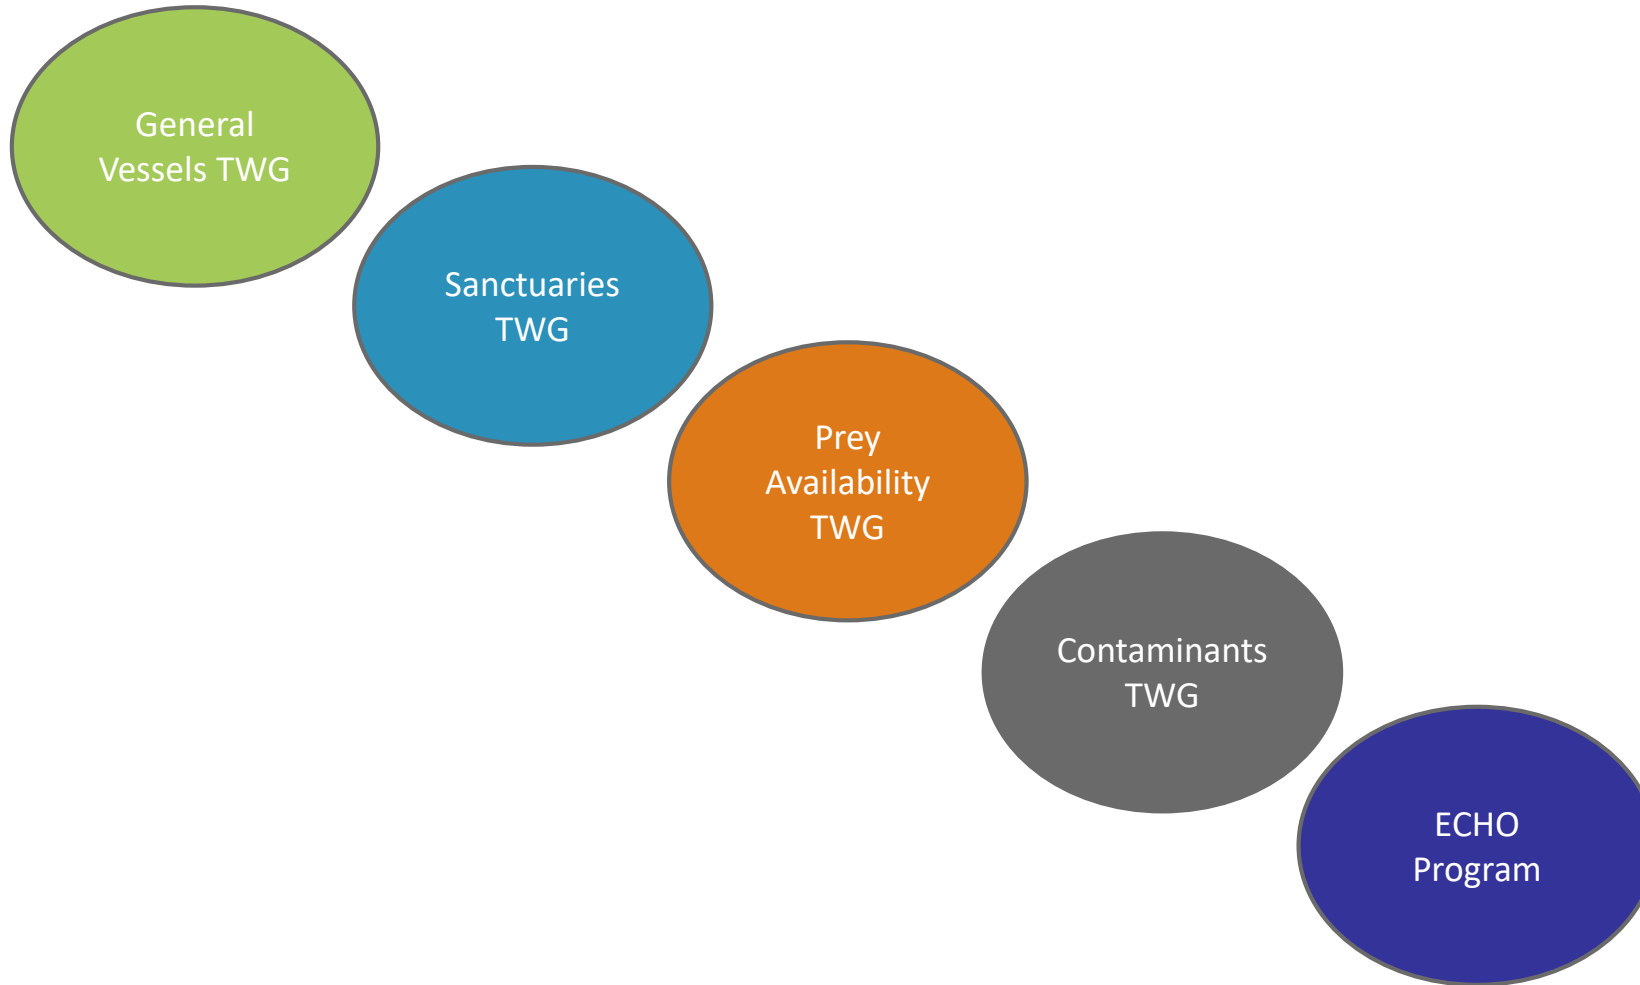 General
Vessels TWG
Sanctuaries
TWG
Prey
Availability
TWG
Contaminants
TWG
ECHO
Program